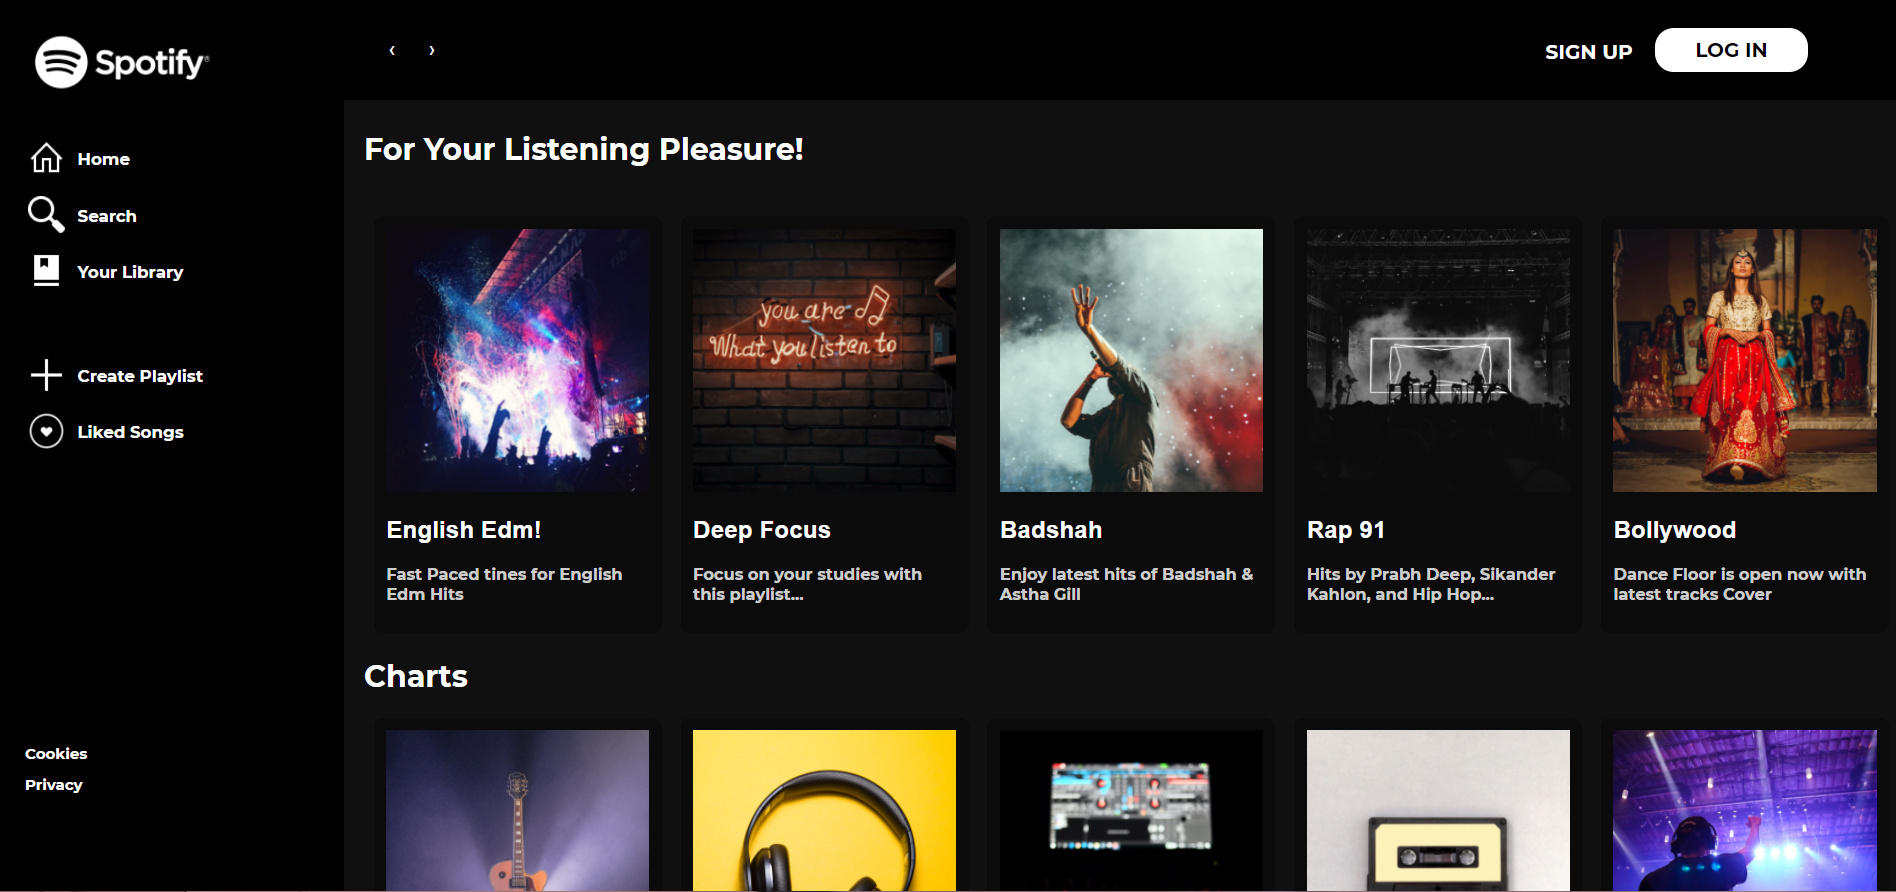 Spotify®
‹ ›
SIGN UP
LOG IN
Home
Search
Your Library
Create Playlist
Liked Songs
Cookies
Privacy
For Your Listening Pleasure!
you are
What you listen to
English Edm!
Fast Paced tines for English
Edm Hits
Deep Focus
Focus on your studies with
this playlist...
Badshah
Enjoy latest hits of Badshah &
Astha Gill
Rap 91
Hits by Prabh Deep, Sikander
Kahlon, and Hip Hop...
Bollywood
Dance Floor is open now with
latest tracks Cover
Charts